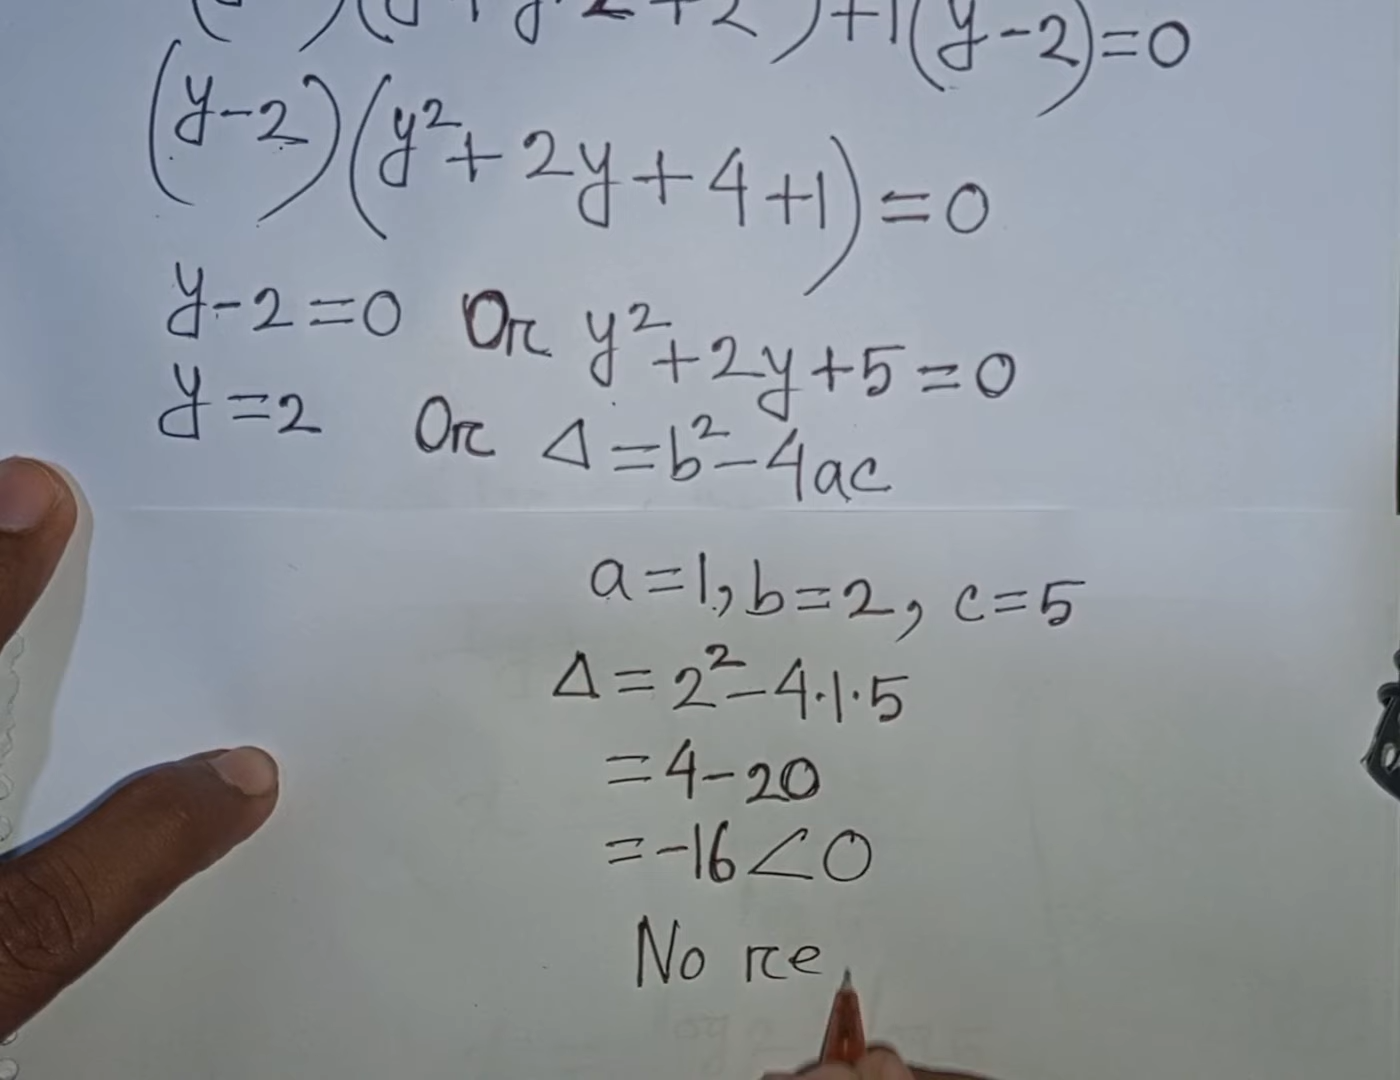 +1(y-2)=0
(y-2)(y²+2y+4+1)=0
y-2=0 Or y²+2y+5=0
y=2 Or Δ=b²-4ac
a=1, b=2, c=5
Δ=2²-4·1·5
=4-20
=-16<0
No re